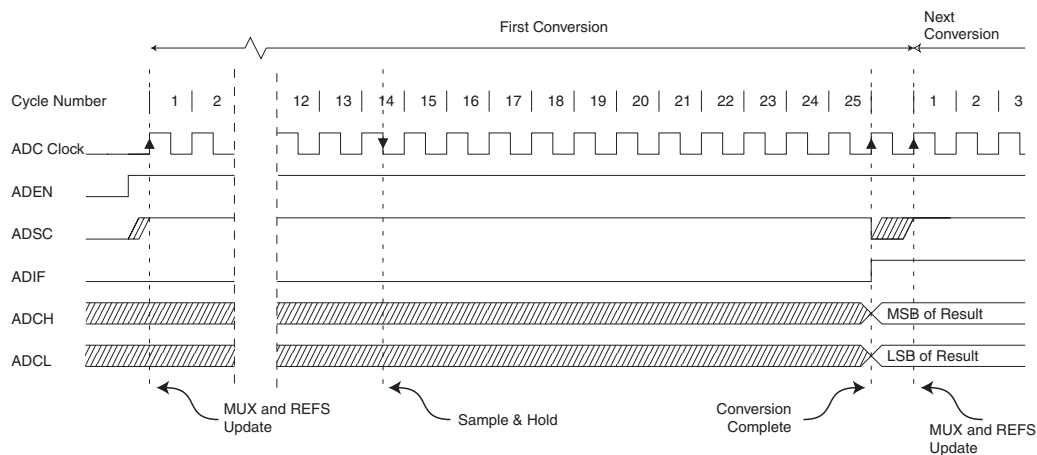 First Conversion
Next
Conversion
Cycle Number 1 2 12 13 14 15 16 17 18 19 20 21 22 23 24 25 1 2 3
ADC Clock
ADEN
ADSC
ADIF
ADCH MSB of Result
ADCL LSB of Result
MUX and REFS
Update
Sample & Hold
Conversion
Complete
MUX and REFS
Update